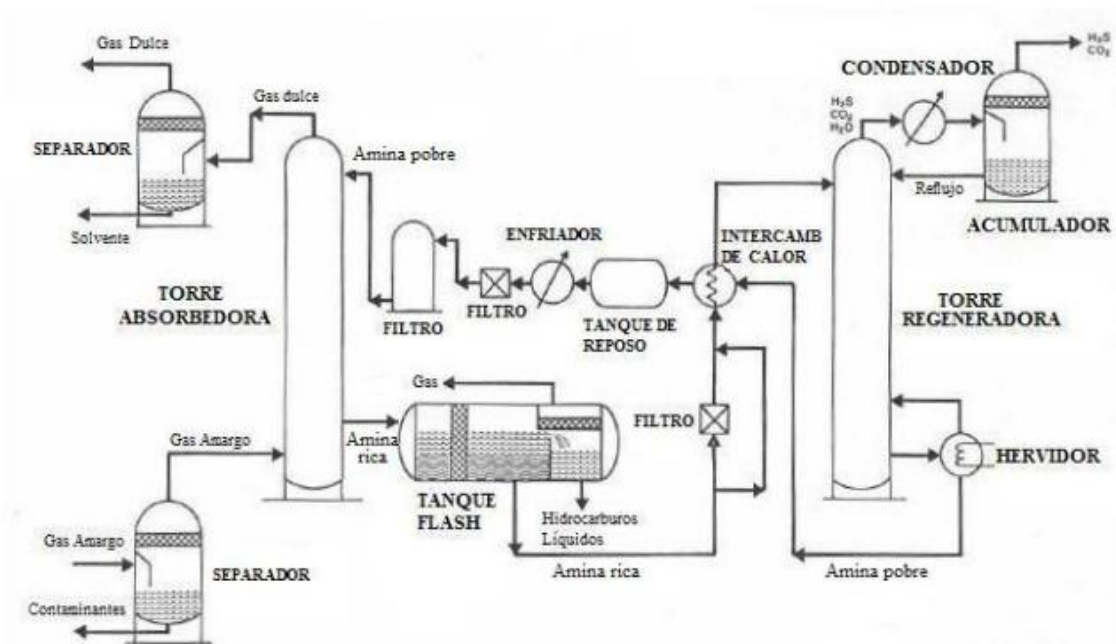 Gas Dulce
Gas dulce
SEPARADOR
Solvente
Amina pobre
TORRE
ABSORBEDORA
FILTRO
FILTRO
ENFRIADOR
TANQUE DE
REPOSO
INTERCAMB
DE CALOR
H₂S
CO₂
H₂O
CONDENSADOR
H₂S
CO₂
Reflujo
ACUMULADOR
TORRE
REGENERADORA
Gas
Amina
rica
TANQUE
FLASH
Hidrocarburos
Líquidos
FILTRO
HERVIDOR
Gas Amargo
Gas Amargo
SEPARADOR
Contaminantes
Amina rica
Amina pobre